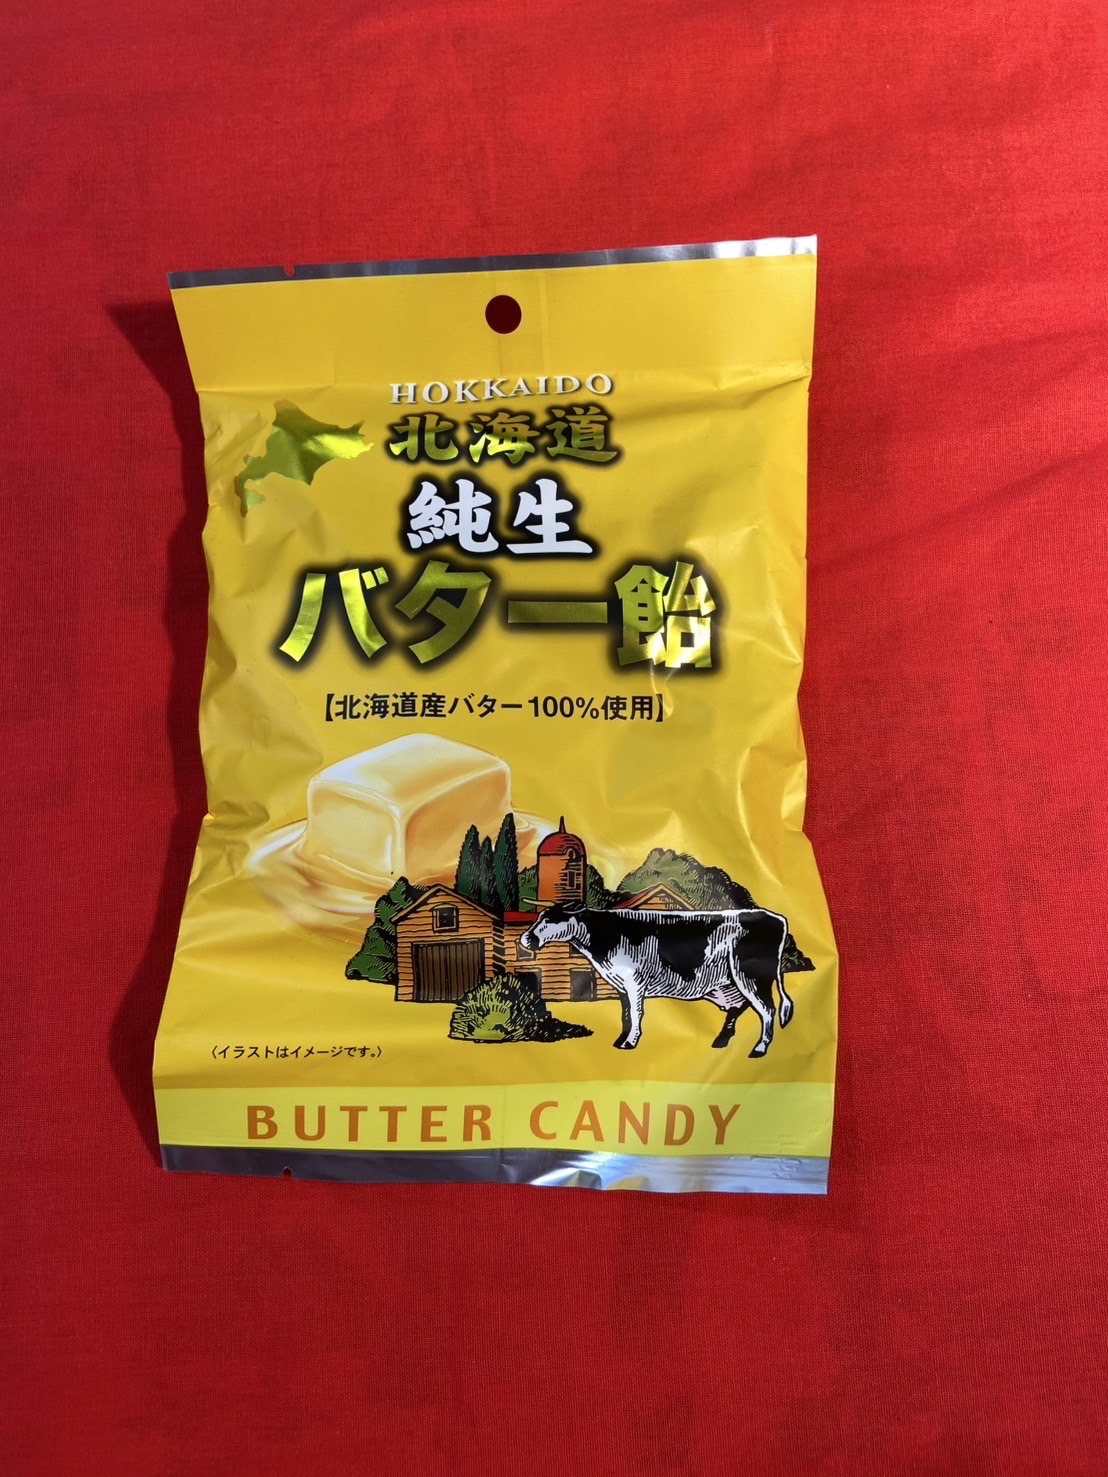 HOKKAIDO
北海道
純生
バター飴
【北海道産バター100%使用】
〈イラストはイメージです。〉
BUTTER CANDY